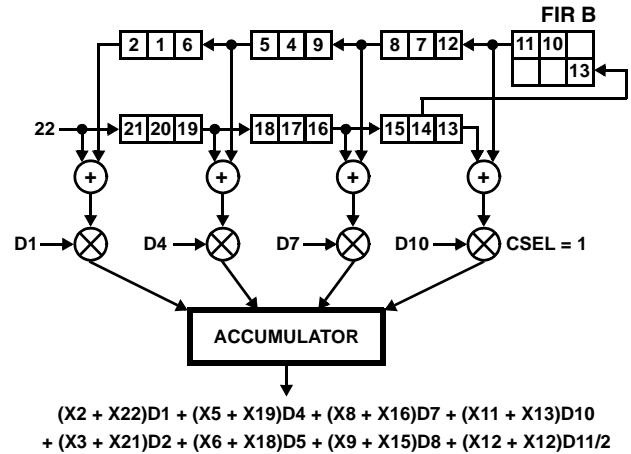 FIR B
2 1 6 5 4 9 8 7 12 11 10
13
22 21 20 19 18 17 16 15 14 13
+ + + +
D1 D4 D7 D10 CSEL = 1
ACCUMULATOR
(X2 + X22)D1 + (X5 + X19)D4 + (X8 + X16)D7 + (X11 + X13)D10
+ (X3 + X21)D2 + (X6 + X18)D5 + (X9 + X15)D8 + (X12 + X12)D11/2